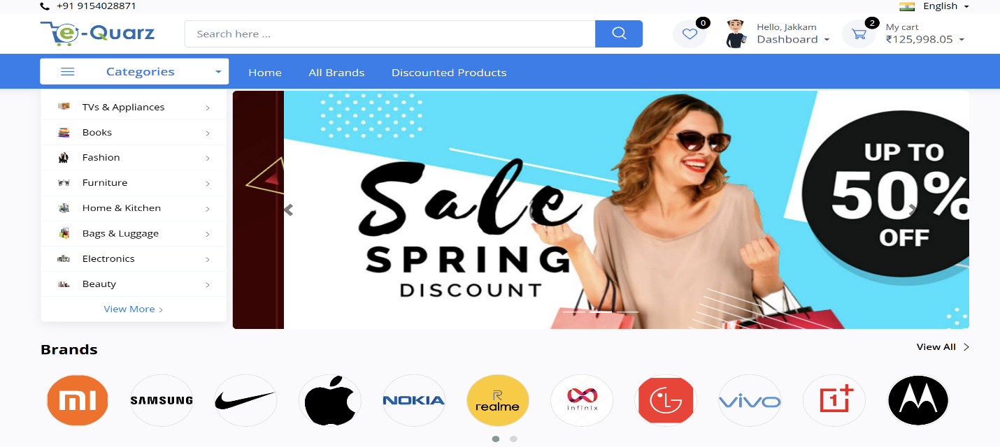 +91 9154028871
English
e-Quarz
Search here ...
0
Hello, Jakkam
Dashboard
2
My cart
₹125,998.05
Categories
Home
All Brands
Discounted Products
TVs & Appliances
Books
Fashion
Furniture
Home & Kitchen
Bags & Luggage
Electronics
Beauty
View More
Sale
SPRING
DISCOUNT
UP TO
50%
OFF
Brands
View All
MI
SAMSUNG
NOKIA
R
realme
infinix
LG
vivo
1+
M